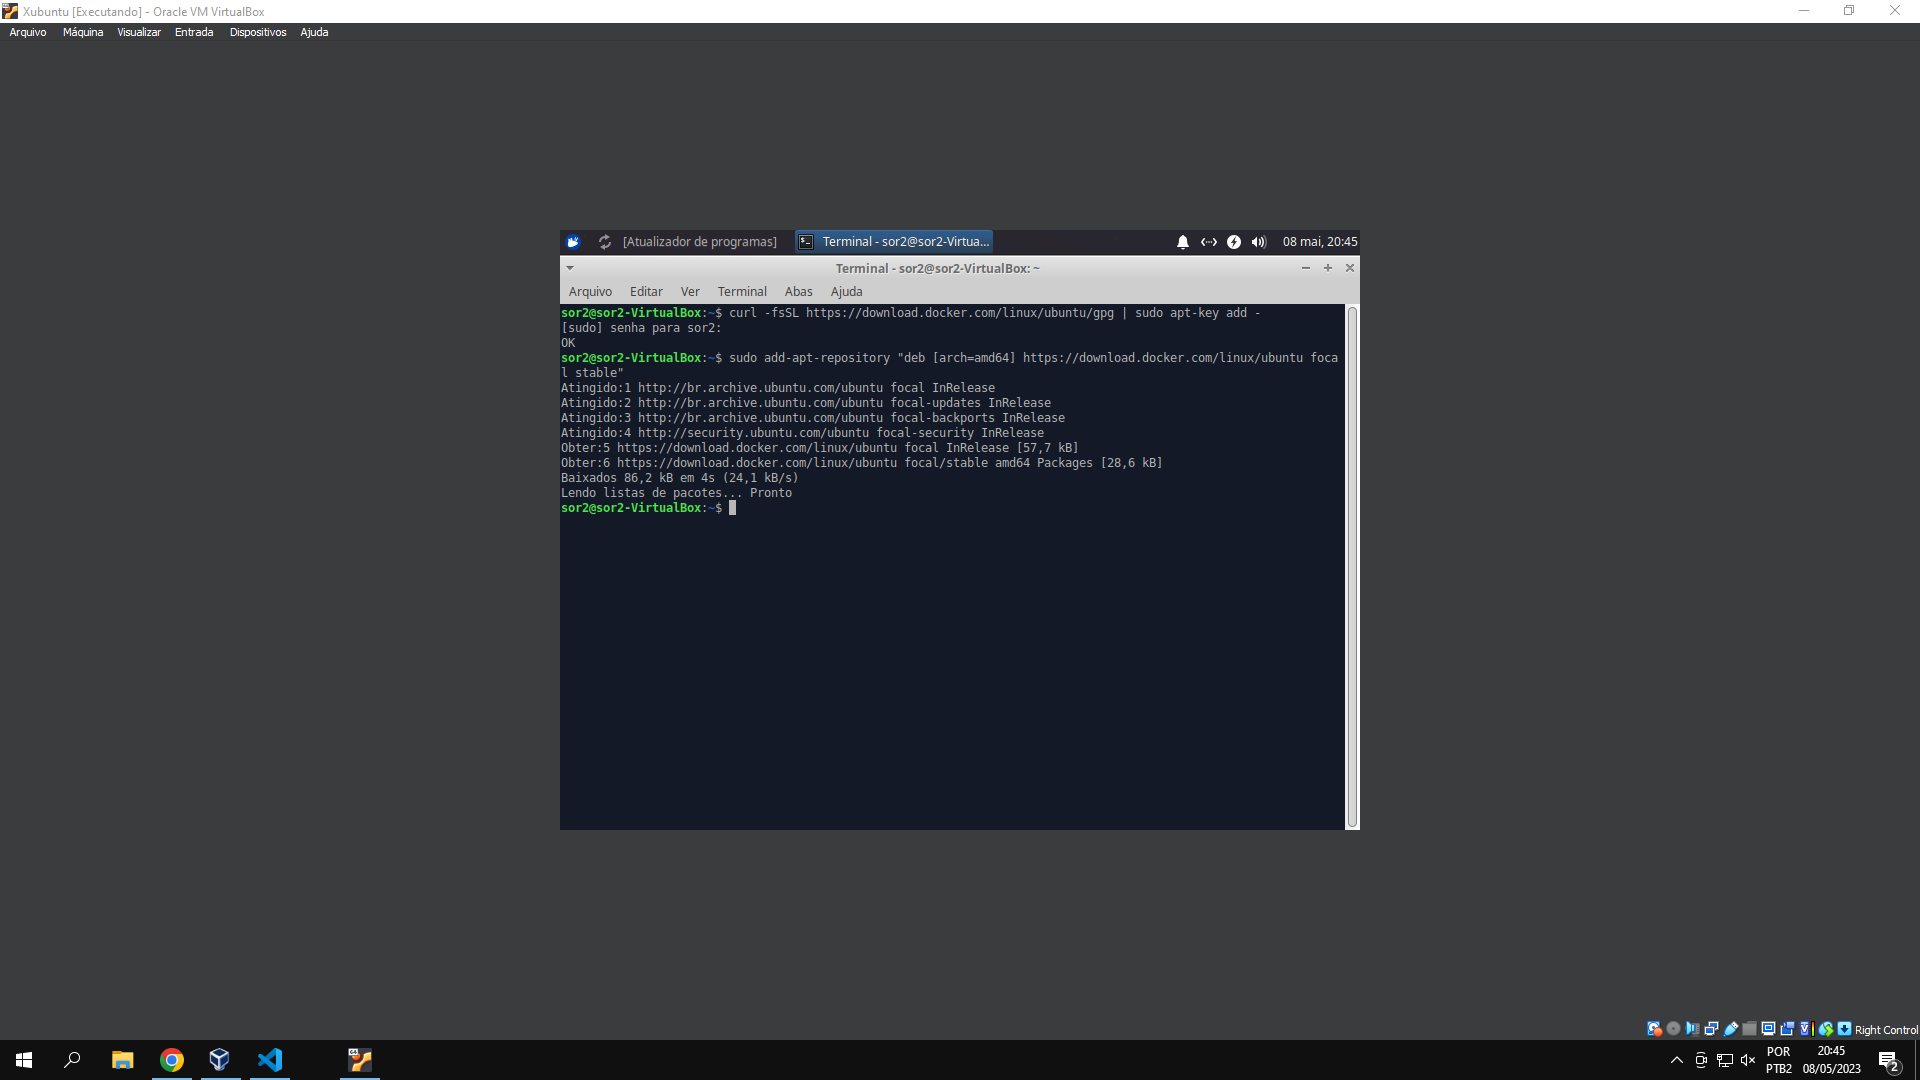 Xubuntu [Executando] - Oracle VM VirtualBox
Arquivo Máquina Visualizar Entrada Dispositivos Ajuda
[Atualizador de programas] Terminal - sor2@sor2-Virtua... 08 mai, 20:45
Terminal - sor2@sor2-VirtualBox: ~
Arquivo Editar Ver Terminal Abas Ajuda
sor2@sor2-VirtualBox:~$ curl -fsSL https://download.docker.com/linux/ubuntu/gpg | sudo apt-key add -
[sudo] senha para sor2:
OK
sor2@sor2-VirtualBox:~$ sudo add-apt-repository "deb [arch=amd64] https://download.docker.com/linux/ubuntu foca
l stable"
Atingido:1 http://br.archive.ubuntu.com/ubuntu focal InRelease
Atingido:2 http://br.archive.ubuntu.com/ubuntu focal-updates InRelease
Atingido:3 http://br.archive.ubuntu.com/ubuntu focal-backports InRelease
Atingido:4 http://security.ubuntu.com/ubuntu focal-security InRelease
Obter:5 https://download.docker.com/linux/ubuntu focal InRelease [57,7 kB]
Obter:6 https://download.docker.com/linux/ubuntu focal/stable amd64 Packages [28,6 kB]
Baixados 86,2 kB em 4s (24,1 kB/s)
Lendo listas de pacotes... Pronto
sor2@sor2-VirtualBox:~$
Right Control
POR 20:45
PTB2 08/05/2023 2